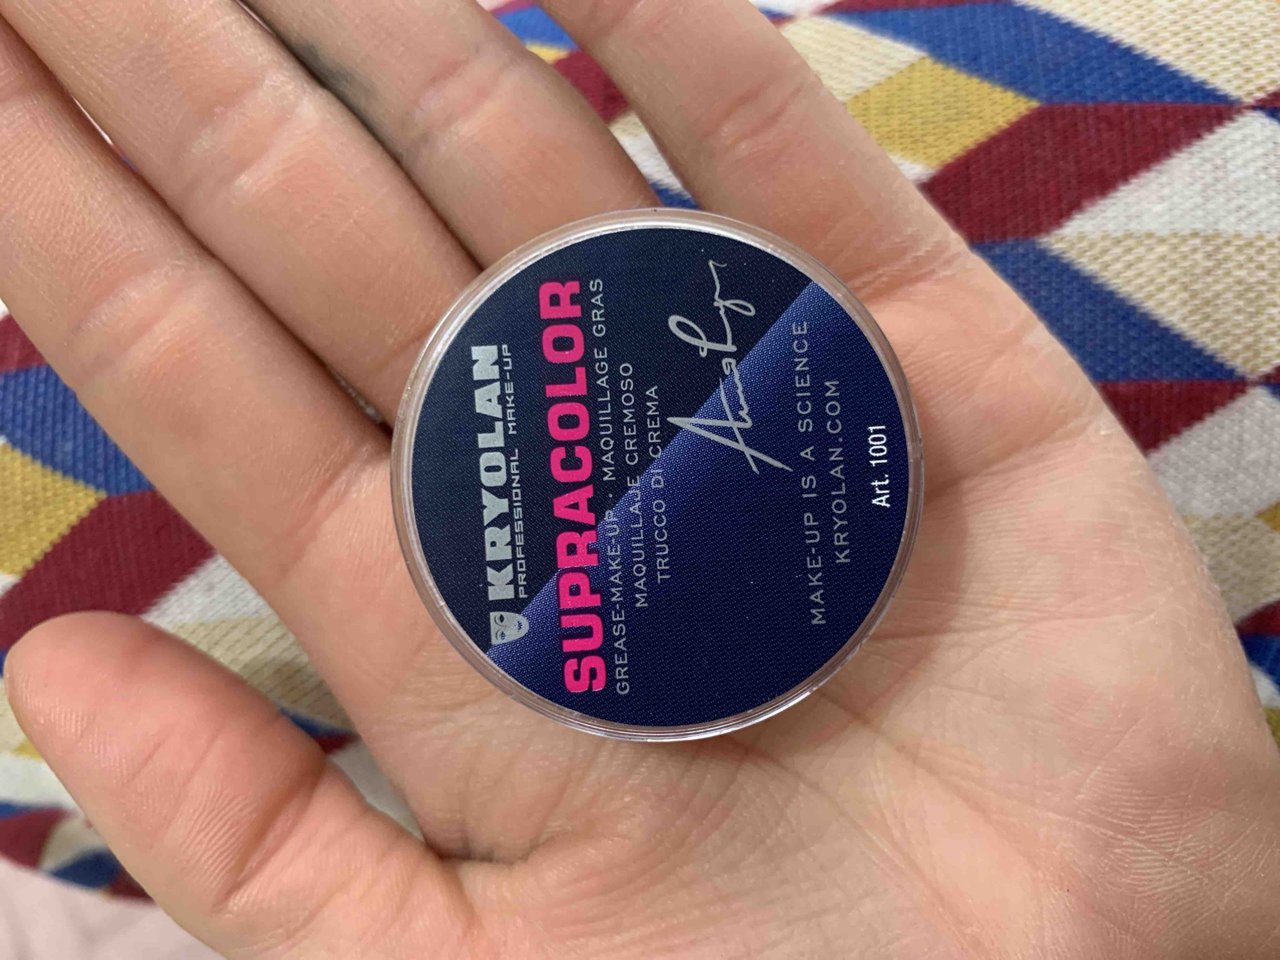 KRYOLAN
PROFESSIONAL MAKE-UP
SUPRACOLOR
GREASE-MAKE-UP · MAQUILLAGE GRAS
MAQUILLAJE CREMOSO
TRUCCO DI CREMA
MAKE-UP IS A SCIENCE
KRYOLAN.COM
Art. 1001